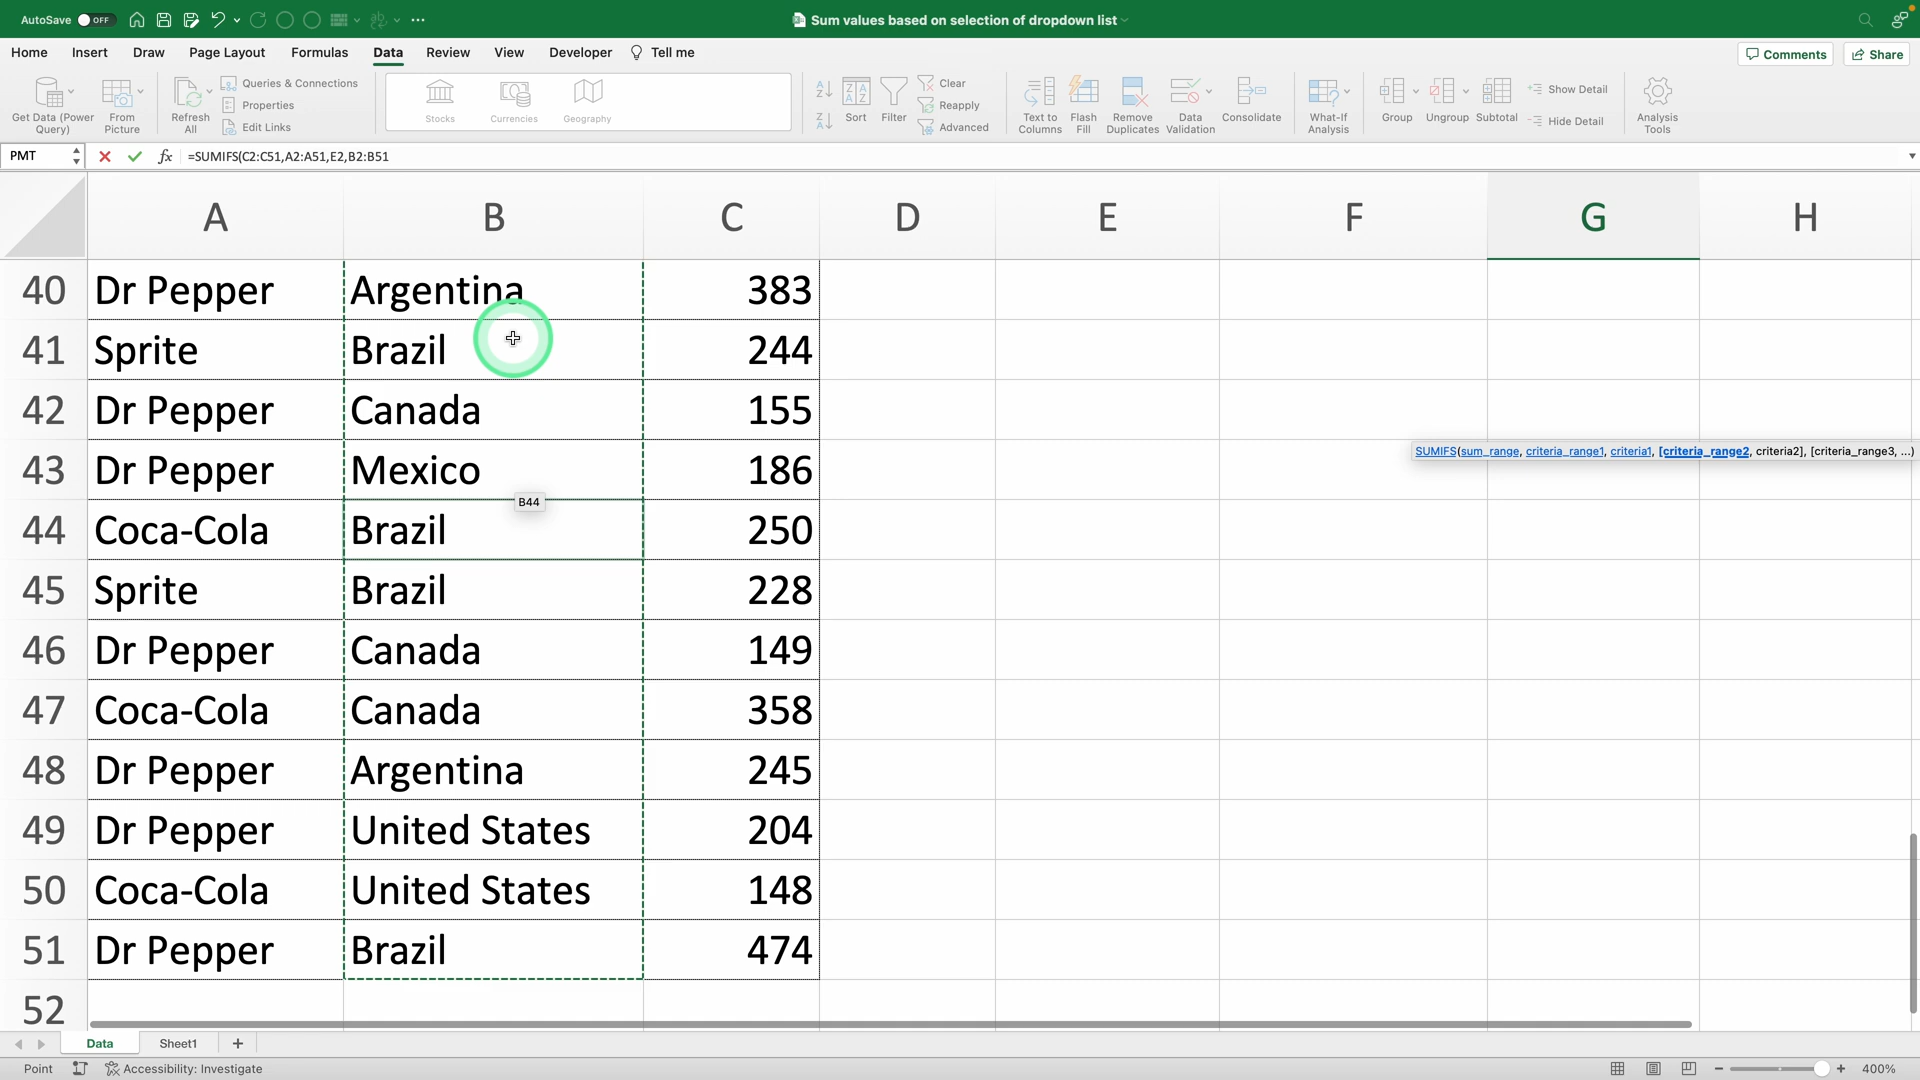 AutoSave OFF
Sum values based on selection of dropdown list
Home Insert Draw Page Layout Formulas Data Review View Developer Tell me
Comments Share
Get Data (Power Query)
From Picture
Refresh All
Queries & Connections
Properties
Edit Links
Stocks Currencies Geography
Sort
Filter
Clear
Reapply
Advanced
Text to Columns
Flash Fill
Remove Duplicates
Data Validation
Consolidate
What-If Analysis
Group
Ungroup
Subtotal
Show Detail
Hide Detail
Analysis Tools
PMT fx =SUMIFS(C2:C51,A2:A51,E2,B2:B51
A B C D E F G H
40 Dr Pepper Argentina 383
41 Sprite Brazil 244
42 Dr Pepper Canada 155
43 Dr Pepper Mexico 186
SUMIFS(sum_range, criteria_range1, criteria1, [criteria_range2, criteria2], [criteria_range3, ...)
B44
44 Coca-Cola Brazil 250
45 Sprite Brazil 228
46 Dr Pepper Canada 149
47 Coca-Cola Canada 358
48 Dr Pepper Argentina 245
49 Dr Pepper United States 204
50 Coca-Cola United States 148
51 Dr Pepper Brazil 474
52
Data Sheet1 +
Point Accessibility: Investigate 400%